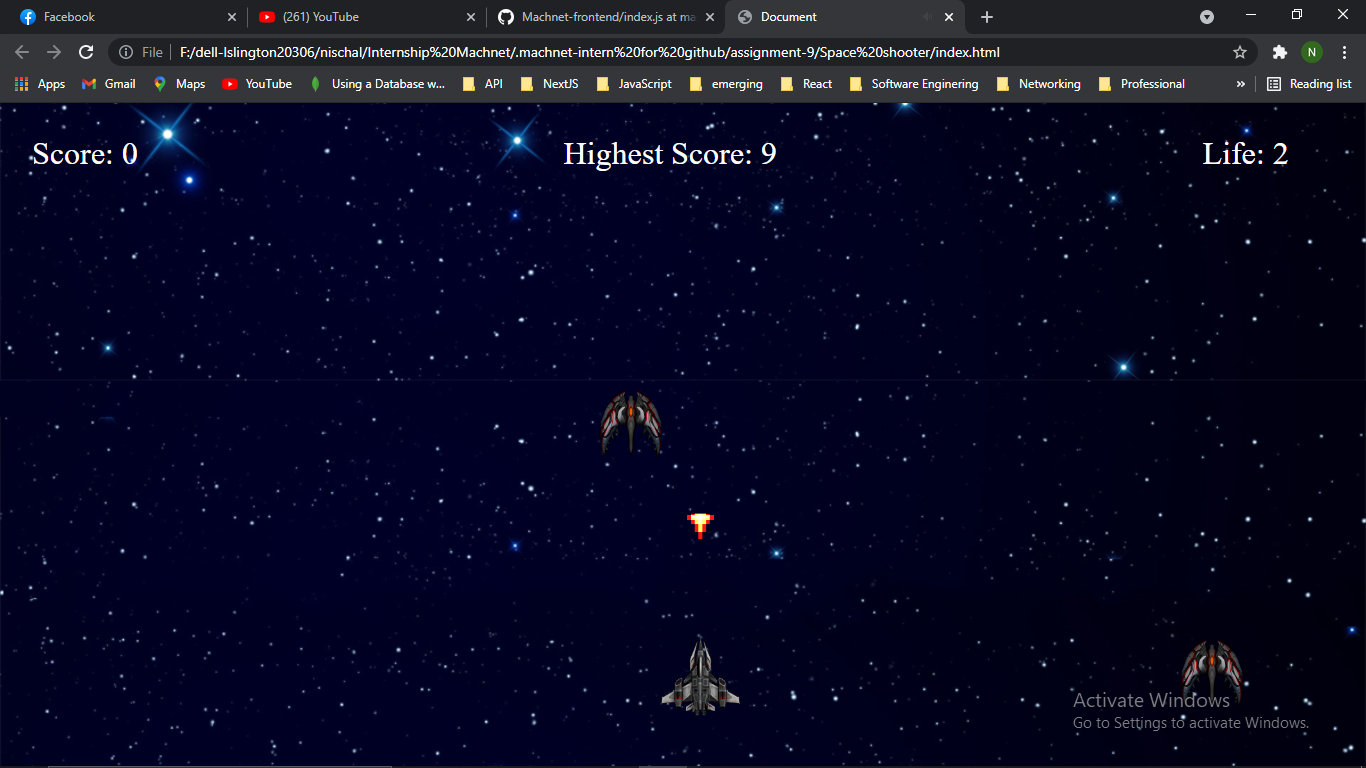 Facebook
(261) YouTube
Machnet-frontend/index.js at ma
Document
File
F:/dell-Islington20306/nischal/Internship%20Machnet/.machnet-intern%20for%20github/assignment-9/Space%20shooter/index.html
N
Apps
Gmail
Maps
YouTube
Using a Database w...
API
NextJS
JavaScript
emerging
React
Software Enginering
Networking
Professional
»
Reading list
Score: 0
Highest Score: 9
Life: 2
Activate Windows
Go to Settings to activate Windows.